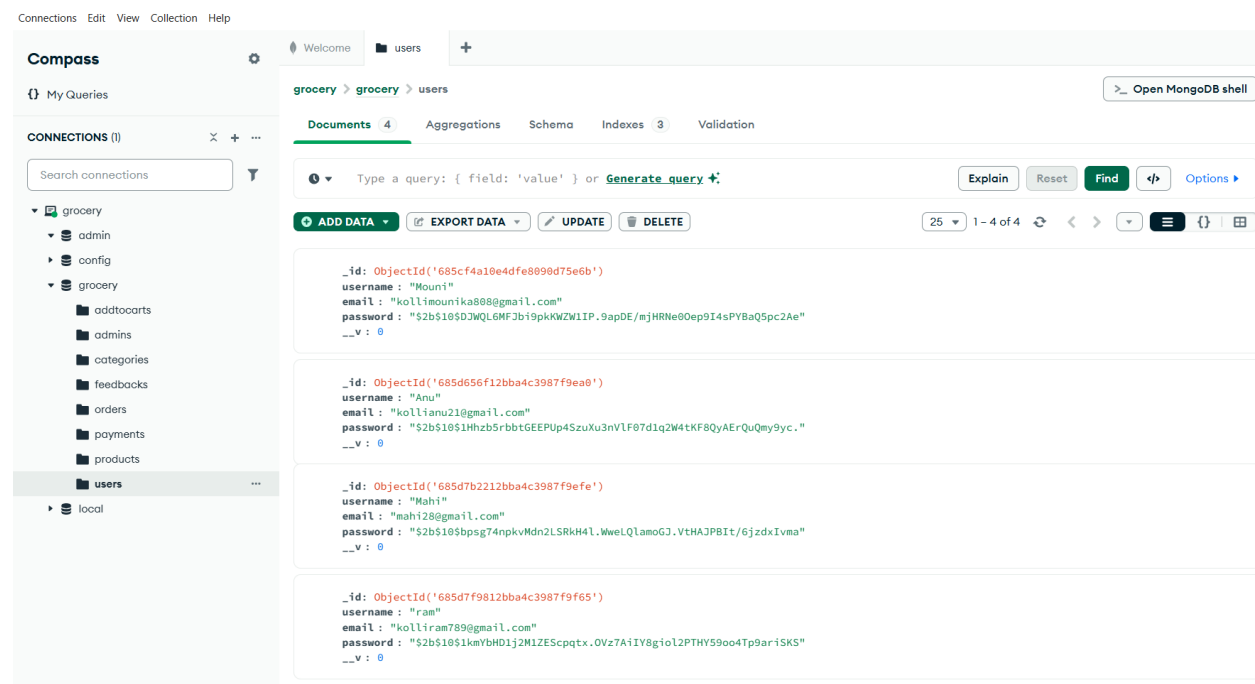 Connections Edit View Collection Help
Compass
{} My Queries
CONNECTIONS (1)
Search connections
grocery
admin
config
grocery
addtocarts
admins
categories
feedbacks
orders
payments
products
users
local
Welcome
users
grocery > grocery > users
>_ Open MongoDB shell
Documents 4 Aggregations Schema Indexes 3 Validation
Type a query: { field: 'value' } or Generate query
Explain Reset Find </> Options
ADD DATA EXPORT DATA UPDATE DELETE
25 1 – 4 of 4 {}
_id: ObjectId('685cf4a10e4dfe8090d75e6b')
username : "Mouni"
email : "kollimounika808@gmail.com"
password : "$2b$10$DJWQL6MFJbi9pkKWZW1IP.9apDE/mjHRNe0Oep9I4sPYBaQ5pc2Ae"
__v : 0
_id: ObjectId('685d656f12bba4c3987f9ea0')
username : "Anu"
email : "kollianu21@gmail.com"
password : "$2b$10$1Hhzb5rbbtGEEPUp4SzuXu3nVlF07d1q2W4tKF8QyAErQuQmy9yc."
__v : 0
_id: ObjectId('685d7b2212bba4c3987f9efe')
username : "Mahi"
email : "mahi28@gmail.com"
password : "$2b$10$bpsg74npkvMdn2LSRkH4l.WweLQlamoGJ.VtHAJPBIt/6jzdxIvma"
__v : 0
_id: ObjectId('685d7f9812bba4c3987f9f65')
username : "ram"
email : "kolliram789@gmail.com"
password : "$2b$10$1kmYbHD1j2M1ZEScpqtx.OVz7AiIY8giol2PTHY59oo4Tp9ariSKS"
__v : 0